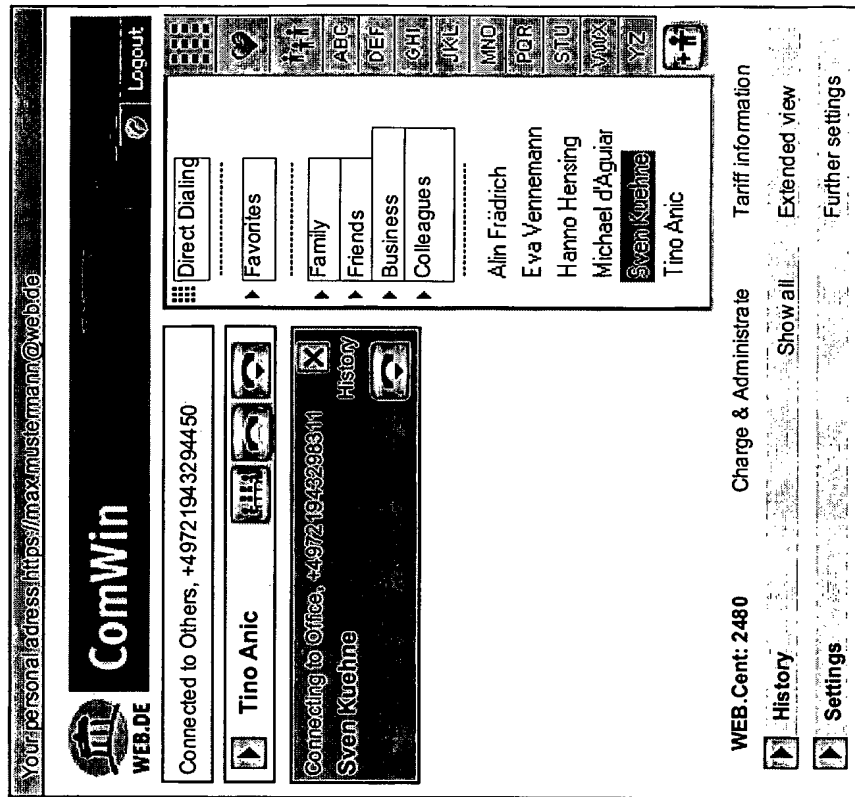 Your personal adress:https://max.mustermann@web.de
WEB.DE
ComWin
Logout
Connected to Others, +49721943294450
Tino Anic
Connecting to Office, +49721943298311
History
Sven Kuehne
Direct Dialing
Favorites
Family
Friends
Business
Colleagues
Alin Frädrich
Eva Vennemann
Hanno Hensing
Michael d'Aguiar
Sven Kuehne
Tino Anic
ABC
DEF
GHI
JKL
MNO
PQR
STU
VWX
YZ
WEB.Cent: 2480
Charge & Administrate
Tariff information
History
Show all
Extended view
Settings
Further settings